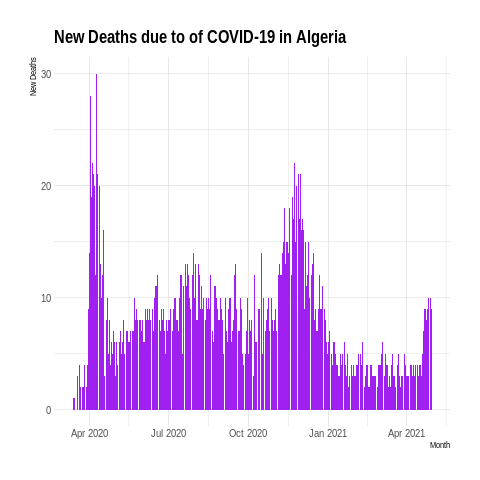 New Deaths due to of COVID-19 in Algeria
New Deaths
30
20
10
0
Apr 2020 Jul 2020 Oct 2020 Jan 2021 Apr 2021
Month